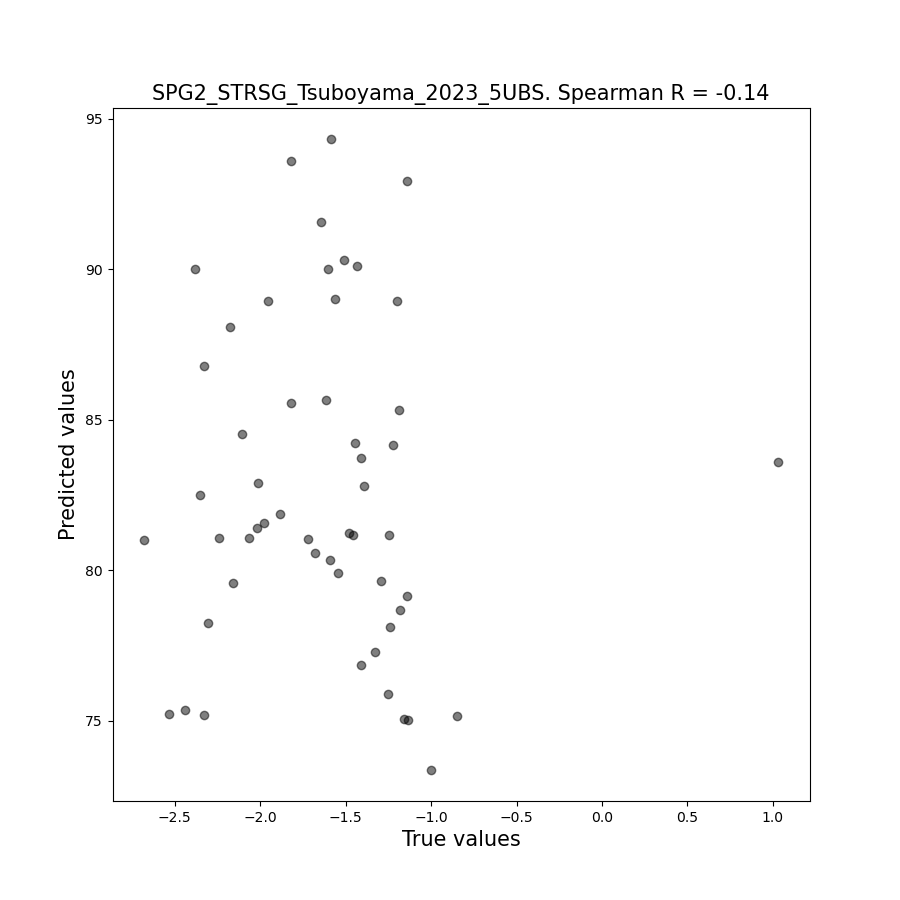 SPG2_STRSG_Tsuboyama_2023_5UBS. Spearman R = -0.14
95
90
85
80
75
Predicted values
−2.5 −2.0 −1.5 −1.0 −0.5 0.0 0.5 1.0
True values